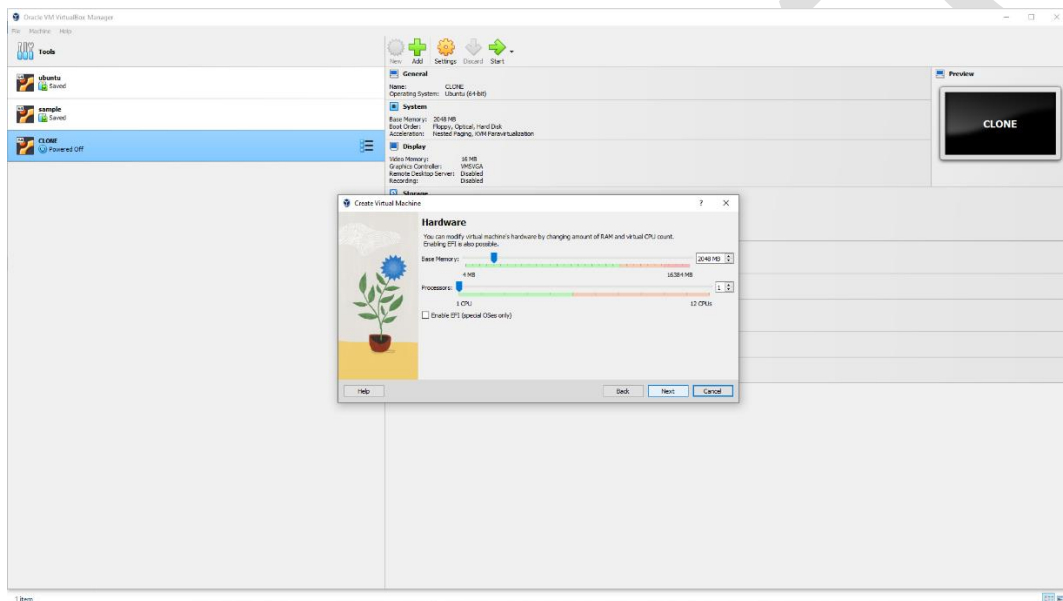 Oracle VM VirtualBox Manager
File Machine Help
Tools
New Add Settings Discard Start
ubuntu
Saved
sample
Saved
CLONE
Powered Off
General
Name: CLONE
Operating System: Ubuntu (64-bit)
System
Base Memory: 2048 MB
Boot Order: Floppy, Optical, Hard Disk
Acceleration: Nested Paging, KVM Paravirtualization
Display
Video Memory: 16 MB
Graphics Controller: VMSVGA
Remote Desktop Server: Disabled
Recording: Disabled
Storage
Preview
CLONE
Create Virtual Machine
Hardware
You can modify virtual machine's hardware by changing amount of RAM and virtual CPU count.
Enabling EFI is also possible.
Base Memory: 2048 MB
4 MB 16384 MB
Processors: 1
1 CPU 12 CPUs
Enable EFI (special OSes only)
Help Back Next Cancel
1 item